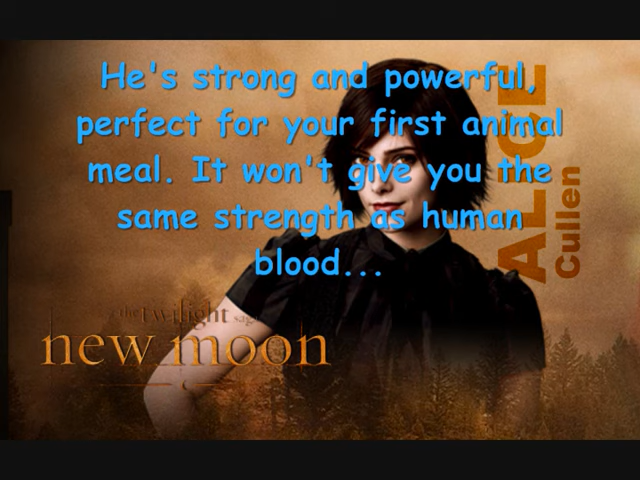 He's strong and powerful,
perfect for your first animal
meal. It won't give you the
same strength as human
blood...
ALICE
Cullen
the twilight saga
new moon